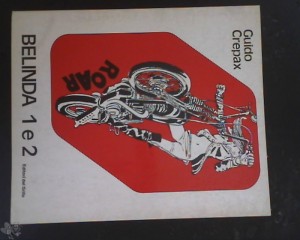 Guido
Crepax
ROAR
BELINDA 1 e 2